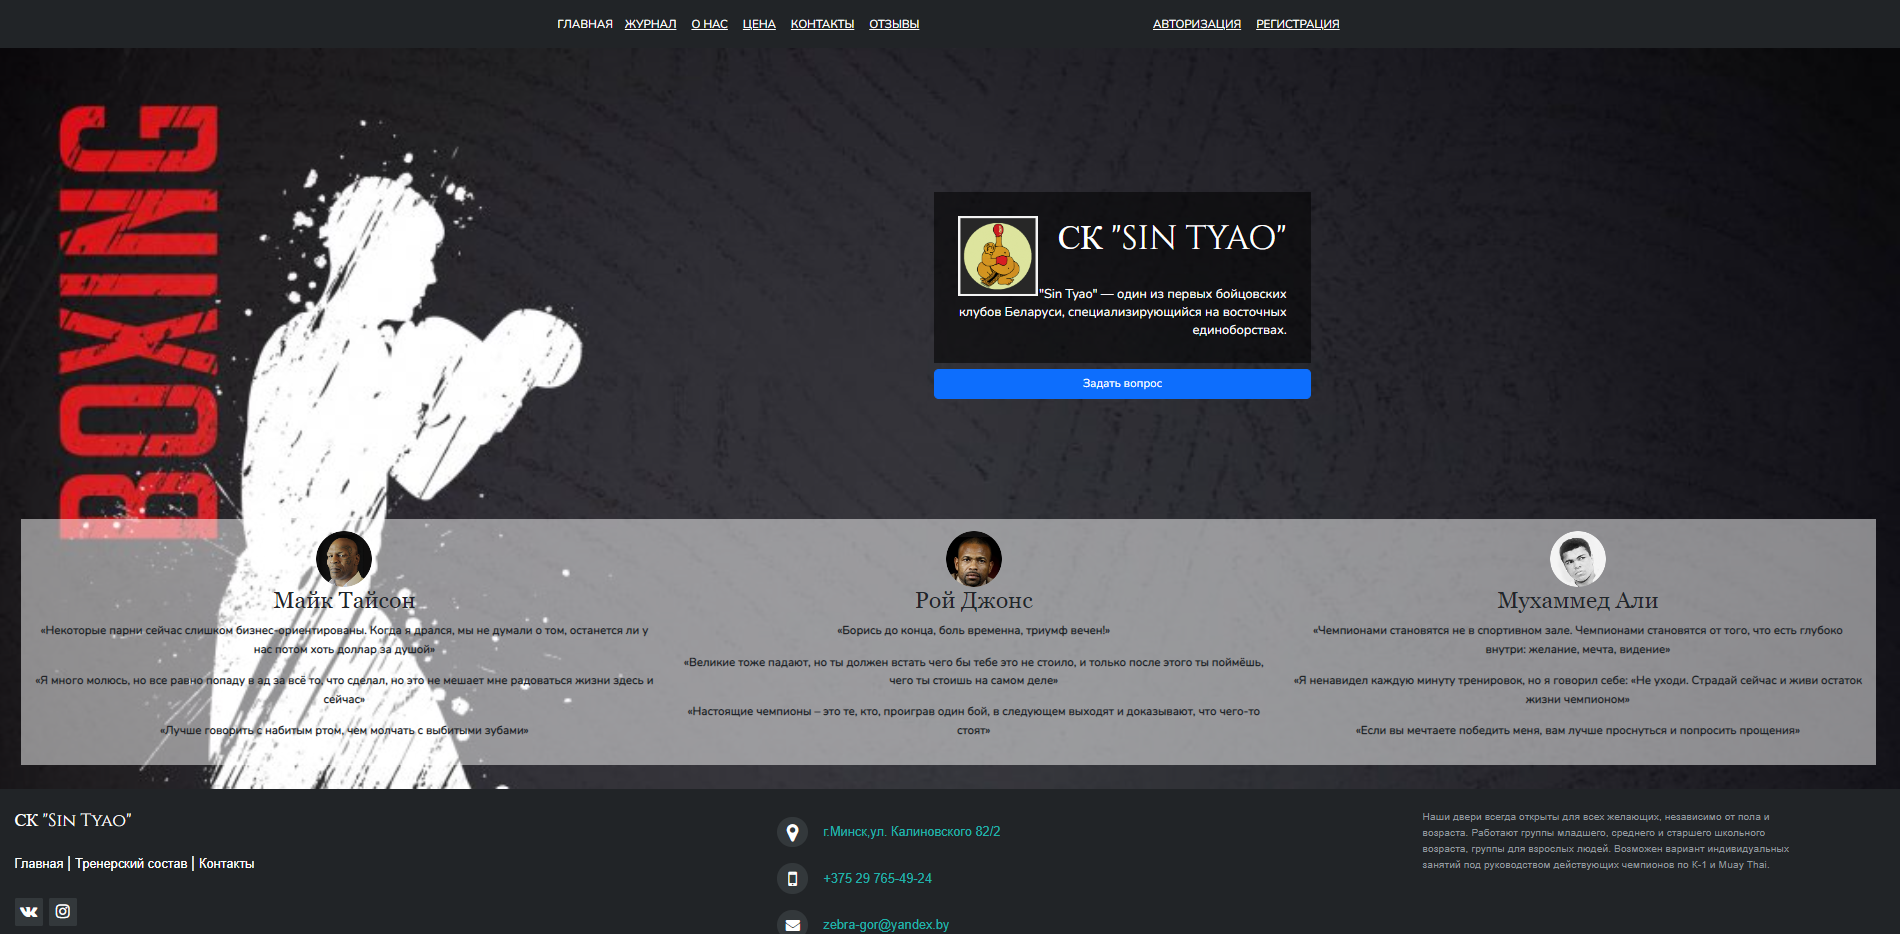 ГЛАВНАЯ ЖУРНАЛ О НАС ЦЕНА КОНТАКТЫ ОТЗЫВЫ АВТОРИЗАЦИЯ РЕГИСТРАЦИЯ
BOXING
СК "SIN TYAO"
"Sin Tyao" — один из первых бойцовских
клубов Беларуси, специализирующийся на восточных
единоборствах.
Задать вопрос
Майк Тайсон
«Некоторые парни сейчас слишком бизнес-ориентированы. Когда я дрался, мы не думали о том, останется ли у
нас потом хоть доллар за душой»
«Я много молюсь, но все равно попаду в ад за всё то, что сделал, но это не мешает мне радоваться жизни здесь и
сейчас»
«Лучше говорить с набитым ртом, чем молчать с выбитыми зубами»
Рой Джонс
«Борись до конца, боль временна, триумф вечен!»
«Великие тоже падают, но ты должен встать чего бы тебе это не стоило, и только после этого ты поймёшь,
чего ты стоишь на самом деле»
«Настоящие чемпионы – это те, кто, проиграв один бой, в следующем выходят и доказывают, что чего-то
стоят»
Мухаммед Али
«Чемпионами становятся не в спортивном зале. Чемпионами становятся от того, что есть глубоко
внутри: желание, мечта, видение»
«Я ненавидел каждую минуту тренировок, но я говорил себе: «Не уходи. Страдай сейчас и живи остаток
жизни чемпионом»
«Если вы мечтаете победить меня, вам лучше проснуться и попросить прощения»
СК "Sin Tyao"
Главная | Тренерский состав | Контакты
г.Минск,ул. Калиновского 82/2
+375 29 765-49-24
zebra-gor@yandex.by
Наши двери всегда открыты для всех желающих, независимо от пола и
возраста. Работают группы младшего, среднего и старшего школьного
возраста, группы для взрослых людей. Возможен вариант индивидуальных
занятий под руководством действующих чемпионов по К-1 и Muay Thai.